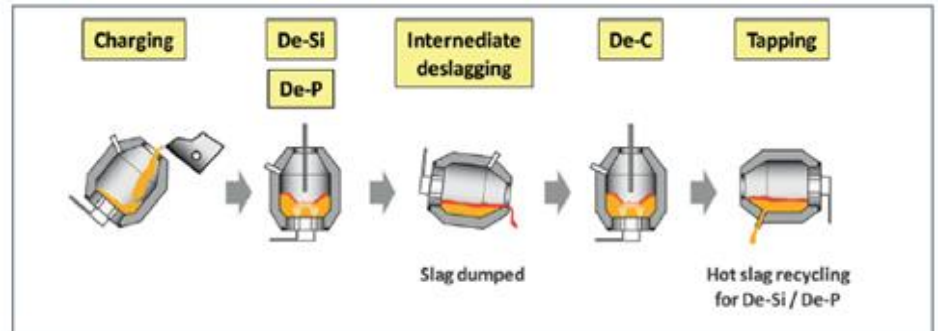 Charging
De-Si
De-P
Internediate
deslagging
De-C
Tapping
Slag dumped
Hot slag recycling
for De-Si / De-P